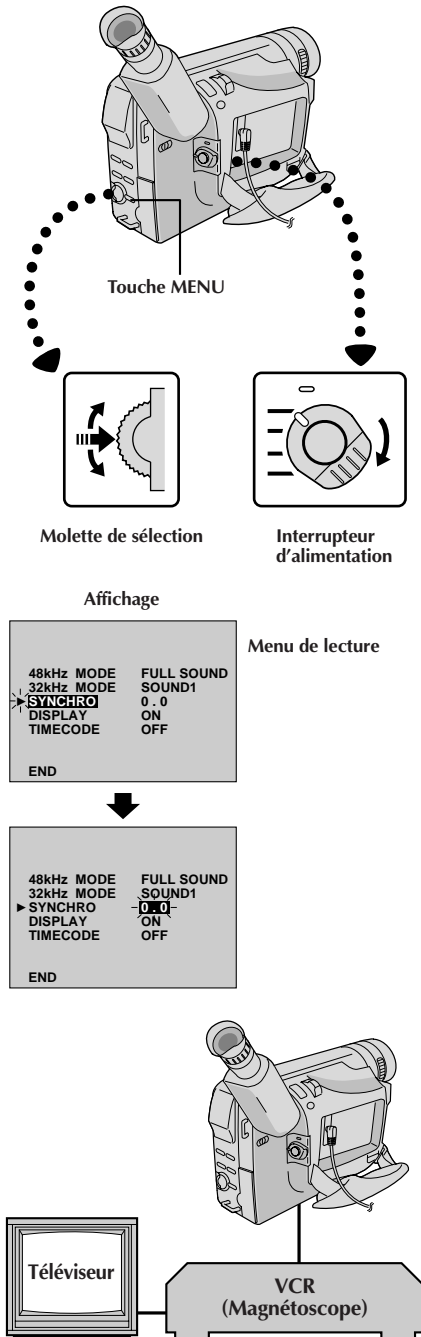 Touche MENU
Molette de sélection
Interrupteur
d'alimentation
Affichage
Menu de lecture
48kHz MODE FULL SOUND
32kHz MODE SOUND1
►SYNCHRO 0 . 0
DISPLAY ON
TIMECODE OFF
END
48kHz MODE FULL SOUND
32kHz MODE SOUND1
► SYNCHRO 0 . 0
DISPLAY ON
TIMECODE OFF
END
Téléviseur
VCR
(Magnétoscope)